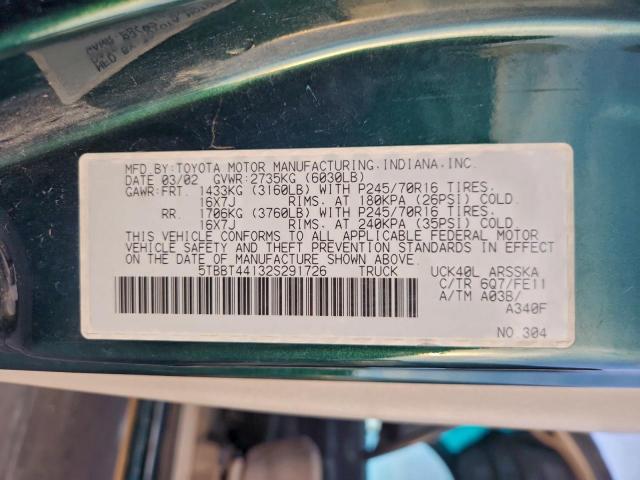 MFD.BY:TOYOTA MOTOR MANUFACTURING,INDIANA,INC.
DATE 03/02 GVWR:2735KG (6030LB)
GAWR:FRT. 1433KG (3160LB) WITH P245/70R16 TIRES.
16X7J RIMS. AT 180KPA (26PSI) COLD.
RR. 1706KG (3760LB) WITH P245/70R16 TIRES.
16X7J RIMS. AT 240KPA (35PSI) COLD.
THIS VEHICLE CONFORMS TO ALL APPLICABLE FEDERAL MOTOR
VEHICLE SAFETY AND THEFT PREVENTION STANDARDS IN EFFECT
ON THE DATE OF MANUFACTURE SHOWN ABOVE.
5TBBT44132S291726 TRUCK UCK40L ARSSKA
C/TR 6Q7/FE11
A/TM A03B/
A340F
NO.304